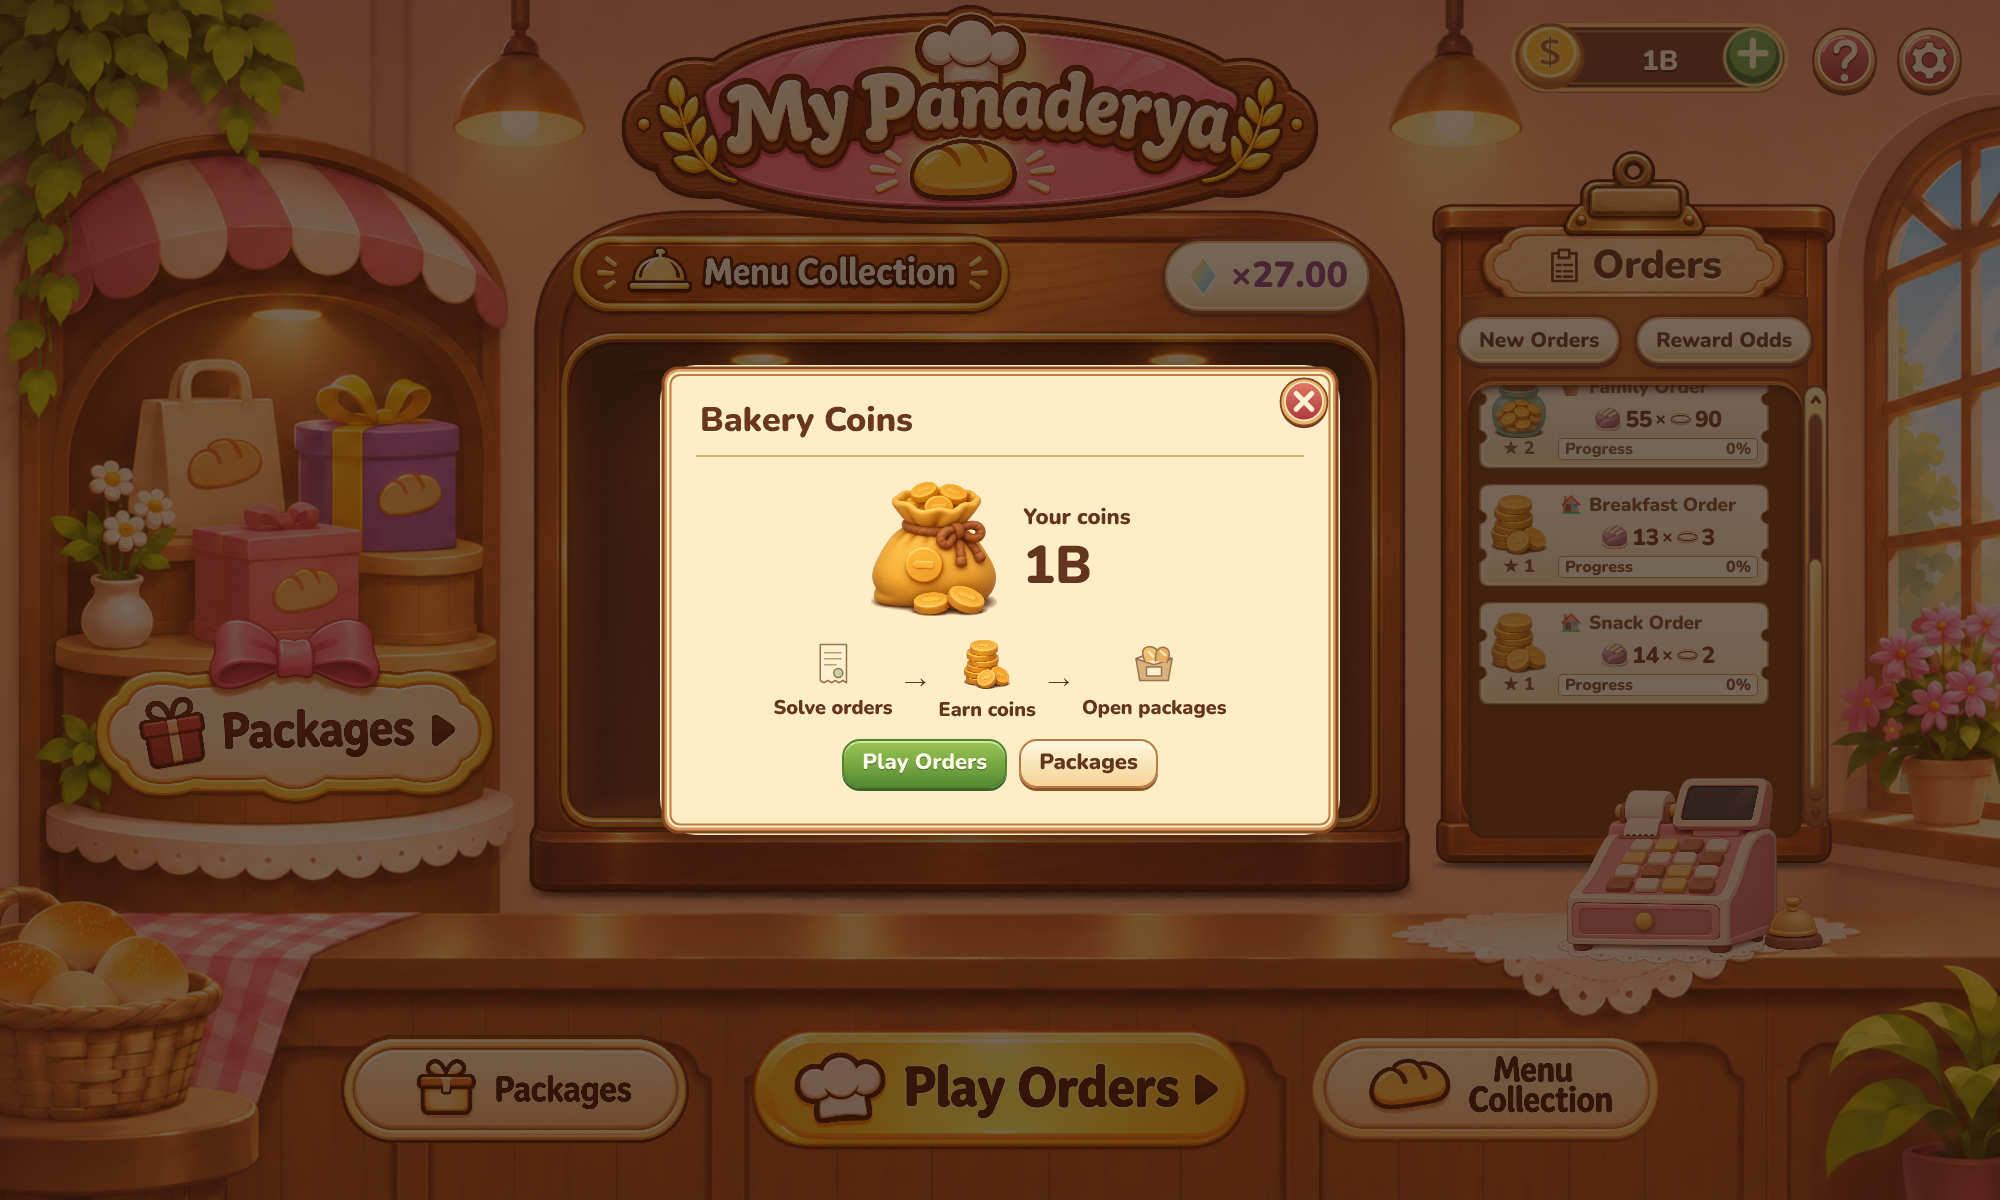 My Panaderya
$
1B
Menu Collection
×27.00
Orders
New Orders
Reward Odds
Family Order
55× 90
★ 2
Progress 0%
Breakfast Order
13× 3
★ 1
Progress 0%
Snack Order
14× 2
★ 1
Progress 0%
Bakery Coins
Your coins
1B
Solve orders
→
Earn coins
→
Open packages
Play Orders
Packages
Packages
Packages
Play Orders
Menu
Collection